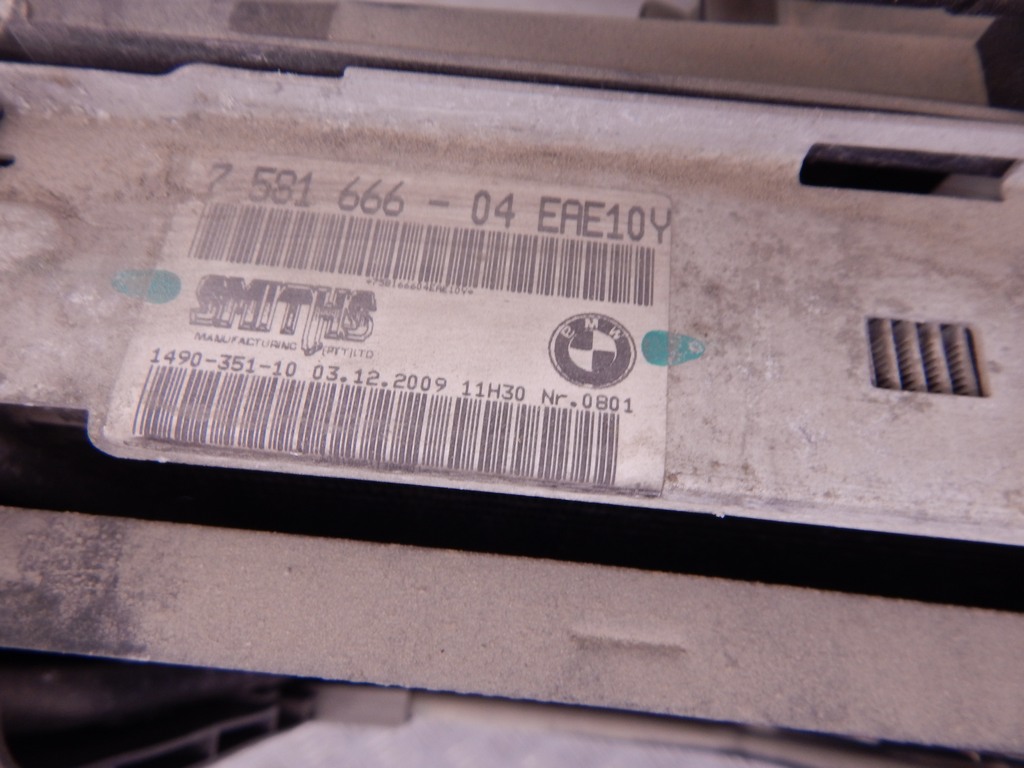 7 581 666 - 04 EAE10Y
*758166604EAE10Y*
SMITHS
MANUFACTURING (PTY) LTD
BMW
1490-351-10 03.12.2009 11H30 Nr.0801